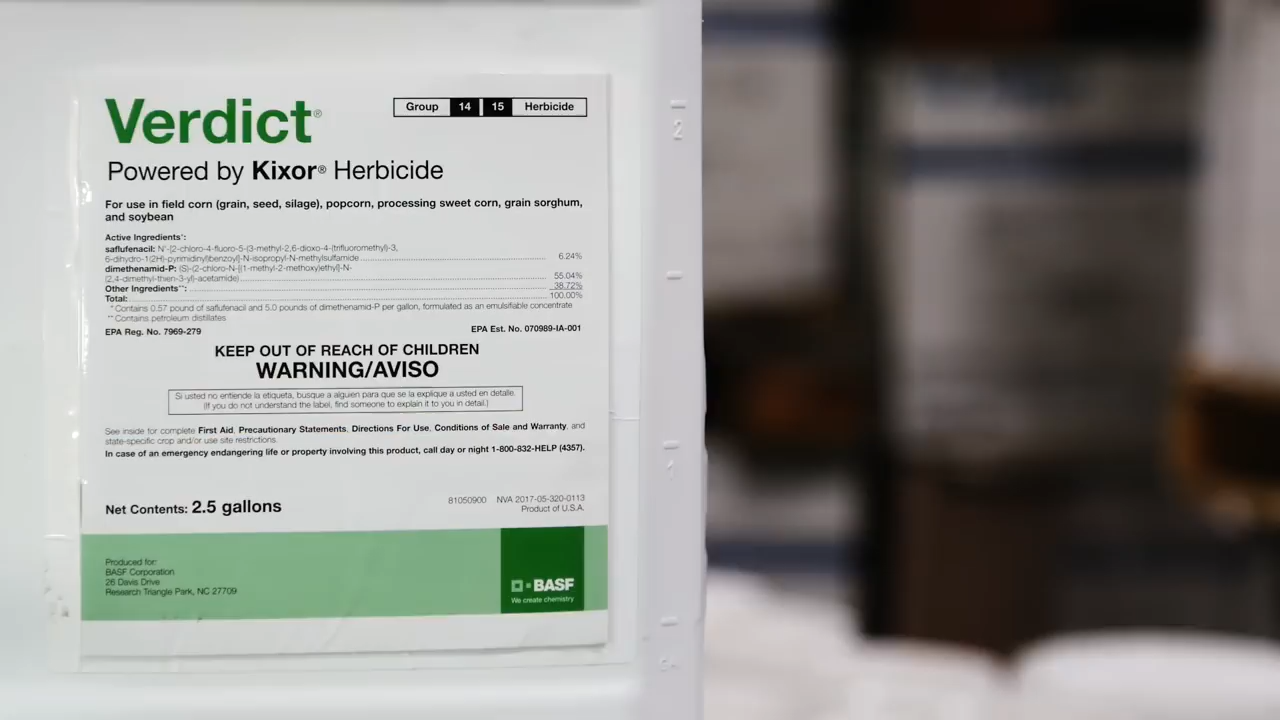 Verdict®
Group 14 15 Herbicide
Powered by Kixor® Herbicide
For use in field corn (grain, seed, silage), popcorn, processing sweet corn, grain sorghum,
and soybean
Active Ingredients*:
saflufenacil: N'-[2-chloro-4-fluoro-5-(3-methyl-2,6-dioxo-4-(trifluoromethyl)-3,
6-dihydro-1(2H)-pyrimidinyl)benzoyl]-N-isopropyl-N-methylsulfamide 6.24%
dimethenamid-P: (S)-(2-chloro-N-[(1-methyl-2-methoxy)ethyl]-N-
(2,4-dimethyl-thien-3-yl)-acetamide) 55.04%
Other Ingredients**: 38.72%
Total: 100.00%
* Contains 0.57 pound of saflufenacil and 5.0 pounds of dimethenamid-P per gallon, formulated as an emulsifiable concentrate
** Contains petroleum distillates
EPA Reg. No. 7969-279 EPA Est. No. 070989-IA-001
KEEP OUT OF REACH OF CHILDREN
WARNING/AVISO
Si usted no entiende la etiqueta, busque a alguien para que se la explique a usted en detalle.
(If you do not understand the label, find someone to explain it to you in detail.)
See inside for complete First Aid, Precautionary Statements, Directions For Use, Conditions of Sale and Warranty, and
state-specific crop and/or use site restrictions.
In case of an emergency endangering life or property involving this product, call day or night 1-800-832-HELP (4357).
Net Contents: 2.5 gallons
81050900 NVA 2017-05-320-0113
Product of U.S.A.
Produced for:
BASF Corporation
26 Davis Drive
Research Triangle Park, NC 27709
BASF
We create chemistry
2
1